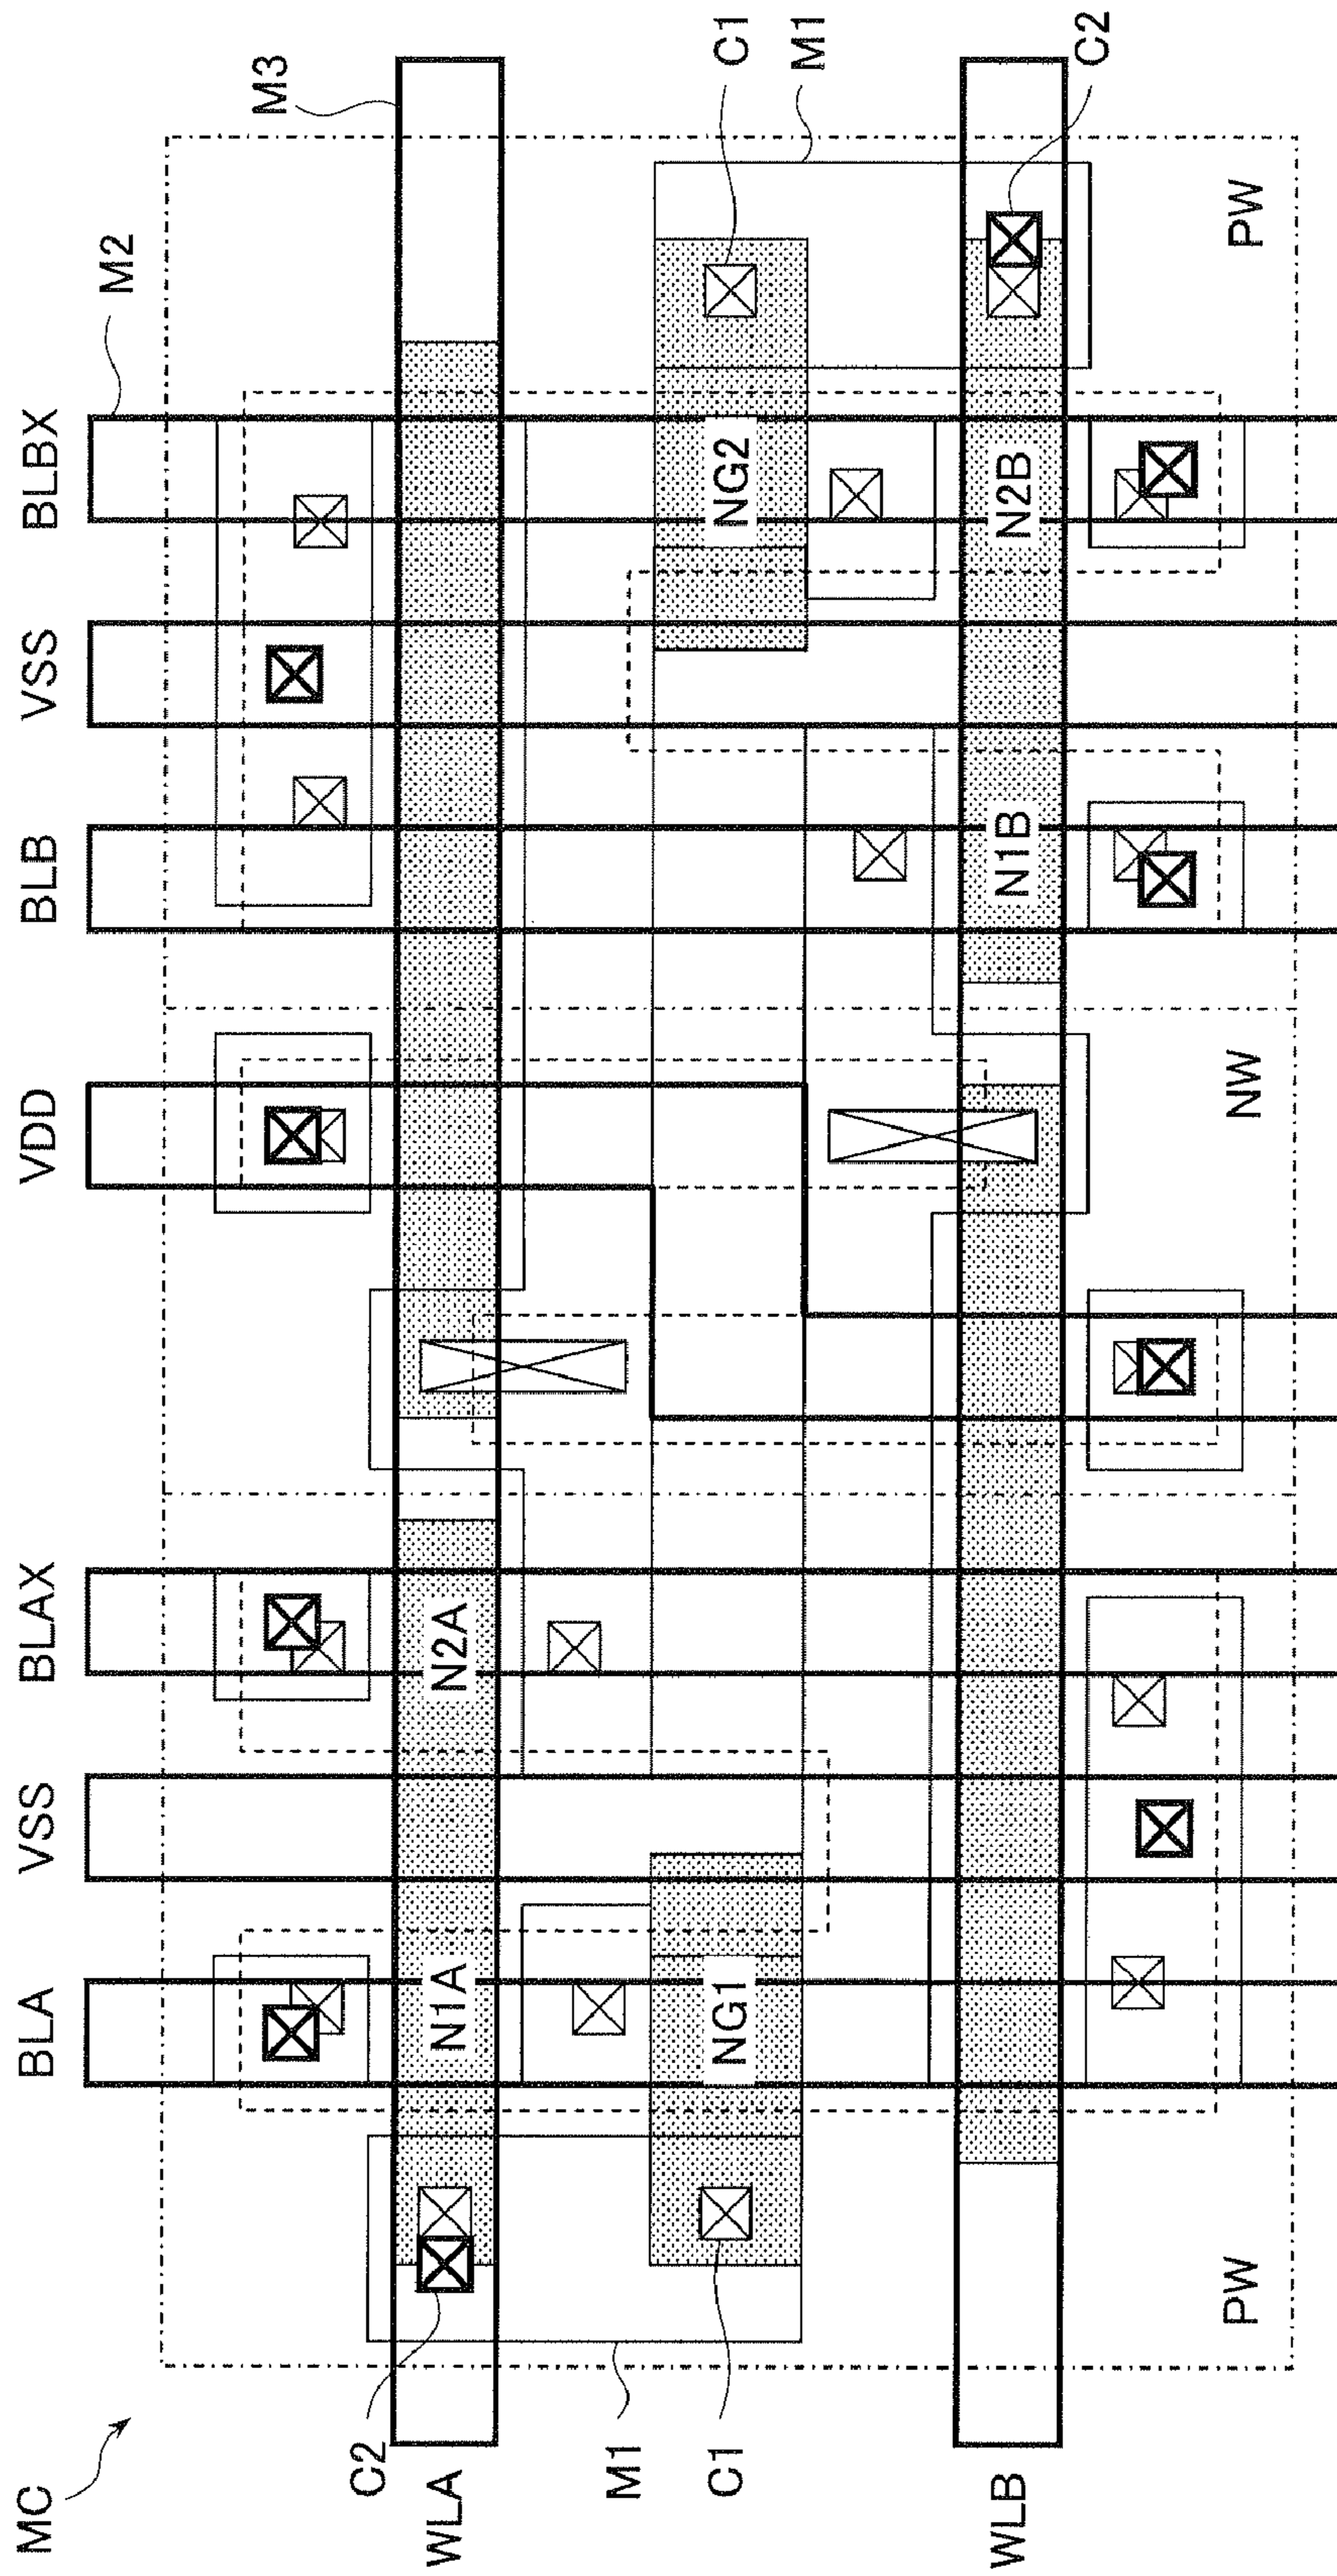 MC
BLA
VSS
BLAX
VDD
BLB
VSS
BLBX
M2
M3
C2
WLA
N1A
N2A
M1
C1
NG1
NG2
C1
M1
WLB
N1B
N2B
C2
PW
NW
PW